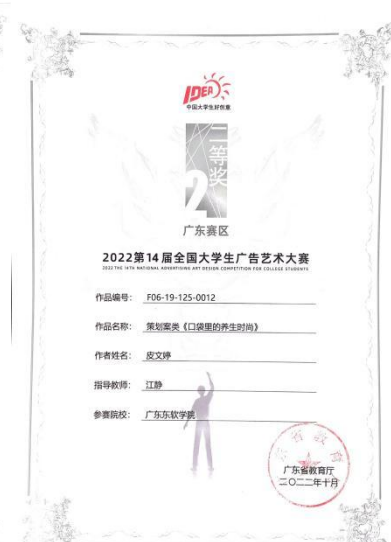 IDEA
中国大学生好创意
二等奖
2
广东赛区
2022第14届全国大学生广告艺术大赛
2022 THE 14TH NATIONAL ADVERTISING ART DESIGN COMPETITION FOR COLLEGE STUDENTS
作品编号： F06-19-125-0012
作品名称： 策划案类《口袋里的养生时尚》
作者姓名： 皮文婷
指导教师： 江静
参赛院校： 广东东软学院
省教育
广东省教育厅
二〇二二年十月